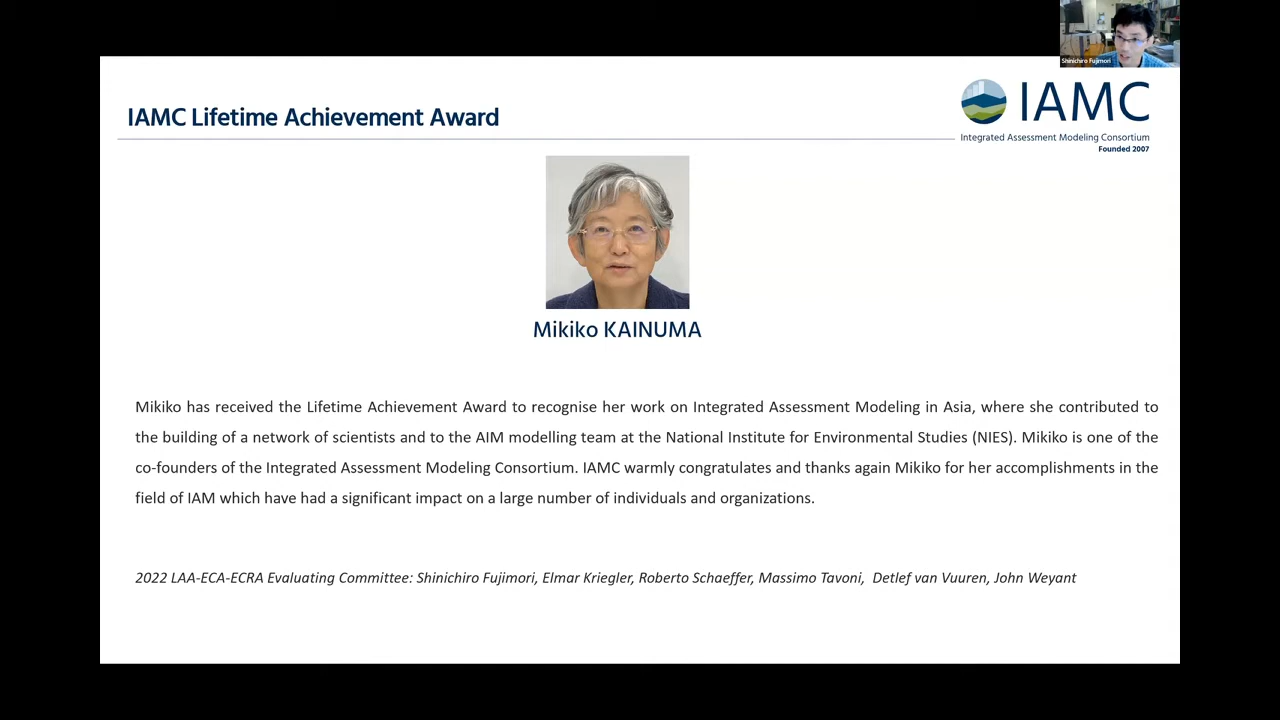 Shinichiro Fujimori
IAMC Lifetime Achievement Award
IAMC
Integrated Assessment Modeling Consortium
Founded 2007
Mikiko KAINUMA
Mikiko has received the Lifetime Achievement Award to recognise her work on Integrated Assessment Modeling in Asia, where she contributed to
the building of a network of scientists and to the AIM modelling team at the National Institute for Environmental Studies (NIES). Mikiko is one of the
co-founders of the Integrated Assessment Modeling Consortium. IAMC warmly congratulates and thanks again Mikiko for her accomplishments in the
field of IAM which have had a significant impact on a large number of individuals and organizations.
2022 LAA-ECA-ECRA Evaluating Committee: Shinichiro Fujimori, Elmar Kriegler, Roberto Schaeffer, Massimo Tavoni, Detlef van Vuuren, John Weyant